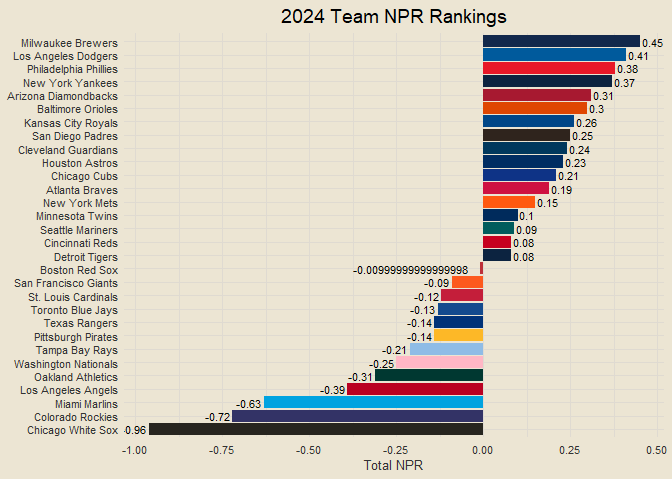 2024 Team NPR Rankings
Milwaukee Brewers 0.45
Los Angeles Dodgers 0.41
Philadelphia Phillies 0.38
New York Yankees 0.37
Arizona Diamondbacks 0.31
Baltimore Orioles 0.3
Kansas City Royals 0.26
San Diego Padres 0.25
Cleveland Guardians 0.24
Houston Astros 0.23
Chicago Cubs 0.21
Atlanta Braves 0.19
New York Mets 0.15
Minnesota Twins 0.1
Seattle Mariners 0.09
Cincinnati Reds 0.08
Detroit Tigers 0.08
Boston Red Sox -0.00999999999999998
San Francisco Giants -0.09
St. Louis Cardinals -0.12
Toronto Blue Jays -0.13
Texas Rangers -0.14
Pittsburgh Pirates -0.14
Tampa Bay Rays -0.21
Washington Nationals -0.25
Oakland Athletics -0.31
Los Angeles Angels -0.39
Miami Marlins -0.63
Colorado Rockies -0.72
Chicago White Sox -0.96
-1.00 -0.75 -0.50 -0.25 0.00 0.25 0.50
Total NPR